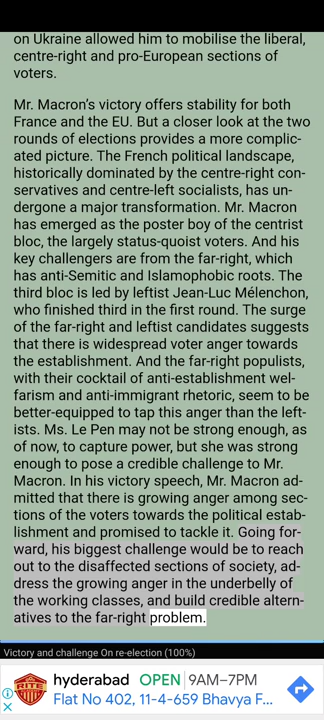 on Ukraine allowed him to mobilise the liberal,
centre-right and pro-European sections of
voters.
Mr. Macron’s victory offers stability for both
France and the EU. But a closer look at the two
rounds of elections provides a more complic-
ated picture. The French political landscape,
historically dominated by the centre-right con-
servatives and centre-left socialists, has un-
dergone a major transformation. Mr. Macron
has emerged as the poster boy of the centrist
bloc, the largely status-quoist voters. And his
key challengers are from the far-right, which
has anti-Semitic and Islamophobic roots. The
third bloc is led by leftist Jean-Luc Mélenchon,
who finished third in the first round. The surge
of the far-right and leftist candidates suggests
that there is widespread voter anger towards
the establishment. And the far-right populists,
with their cocktail of anti-establishment wel-
farism and anti-immigrant rhetoric, seem to be
better-equipped to tap this anger than the left-
ists. Ms. Le Pen may not be strong enough, as
of now, to capture power, but she was strong
enough to pose a credible challenge to Mr.
Macron. In his victory speech, Mr. Macron ad-
mitted that there is growing anger among sec-
tions of the voters towards the political estab-
lishment and promised to tackle it. Going for-
ward, his biggest challenge would be to reach
out to the disaffected sections of society, ad-
dress the growing anger in the underbelly of
the working classes, and build credible altern-
atives to the far-right problem.
Victory and challenge On re-election (100%)
RITE
hyderabad OPEN 9AM–7PM
Flat No 402, 11-4-659 Bhavya F...